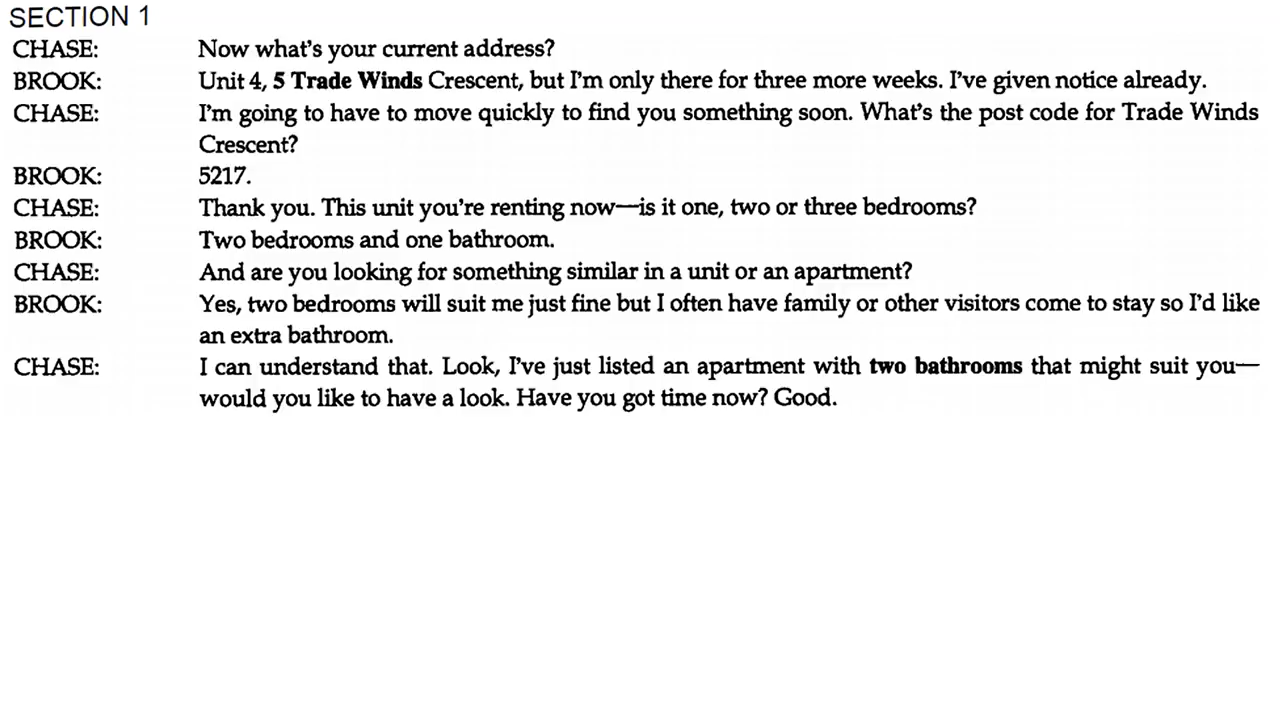 SECTION 1
CHASE: Now what's your current address?
BROOK: Unit 4, 5 Trade Winds Crescent, but I'm only there for three more weeks. I've given notice already.
CHASE: I'm going to have to move quickly to find you something soon. What's the post code for Trade Winds
Crescent?
BROOK: 5217.
CHASE: Thank you. This unit you're renting now—is it one, two or three bedrooms?
BROOK: Two bedrooms and one bathroom.
CHASE: And are you looking for something similar in a unit or an apartment?
BROOK: Yes, two bedrooms will suit me just fine but I often have family or other visitors come to stay so I'd like
an extra bathroom.
CHASE: I can understand that. Look, I've just listed an apartment with two bathrooms that might suit you—
would you like to have a look. Have you got time now? Good.